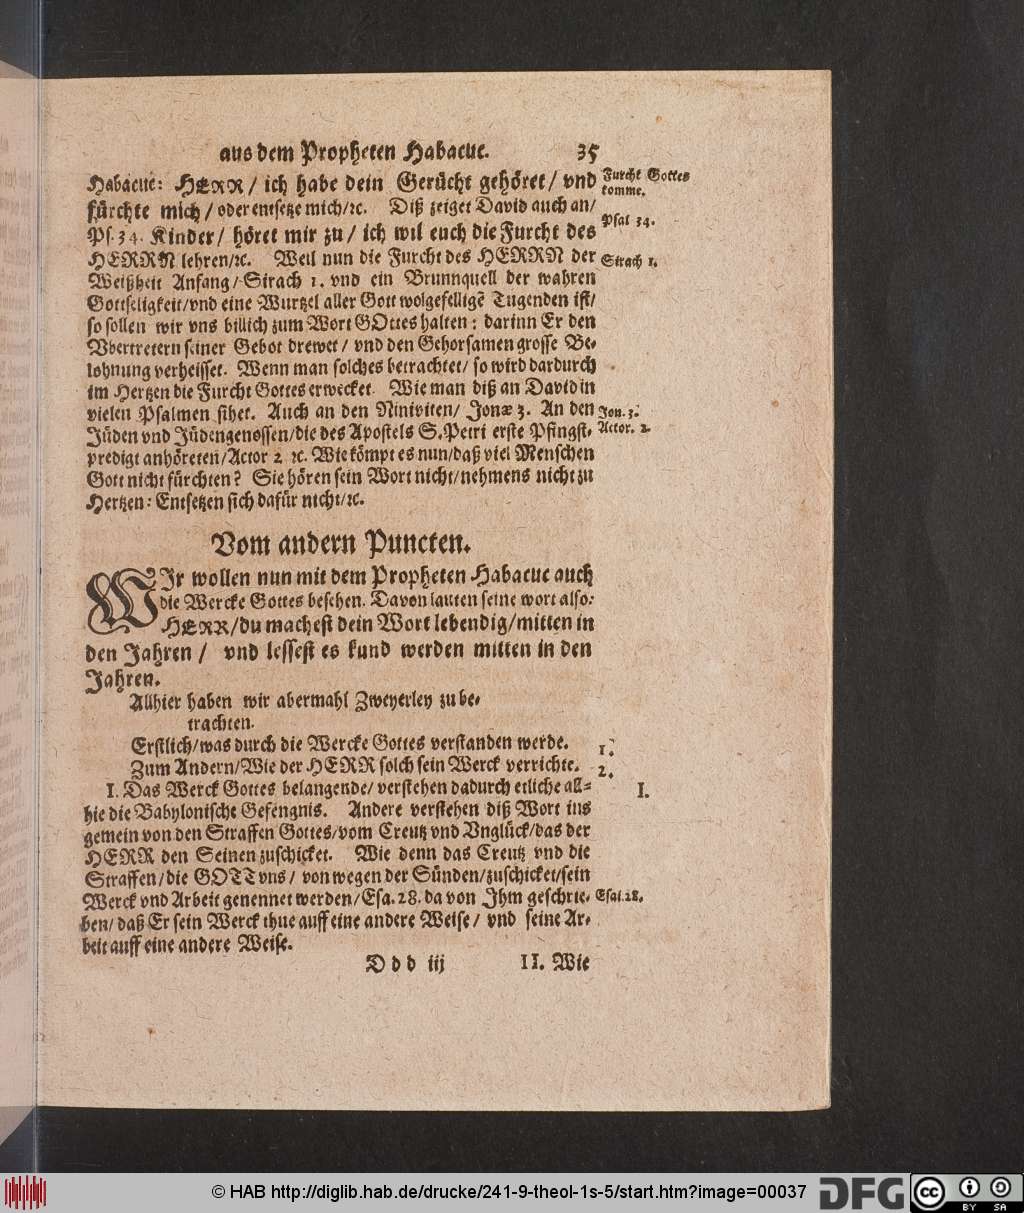 aus dem Propheten Habacuc. 35
Habacuc: HERR / ich habe dein Gerücht gehöret / vnd
fürchte mich / oder entsetze mich / ꝛc. Diß zeiget David auch an /
Ps. 34. Kinder / höret mir zu / ich wil euch die Furcht des
HERRN lehren / ꝛc. Weil nun die Furcht des HERRN der
Weißheit Anfang / Sirach 1. vnd ein Brunnquell der wahren
Gottseligkeit / vnd eine Wurtzel aller Gott wolgefelligẽ Tugenden ist /
so sollen wir vns billich zum Wort GOttes halten: darinn Er den
Vbertretern seiner Gebot drewet / vnd den Gehorsamen grosse Be-
lohnung verheisset. Wenn man solches betrachtet / so wird dardurch
im Hertzen die Furcht Gottes erwecket. Wie man diß an David in
vielen Psalmen sihet. Auch an den Niniviten / Jonæ 3. An den
Jüden vnd Jüdengenossen / die des Apostels S. Petri erste Pfingst-
predigt anhöreten / Actor 2 ꝛc. Wie kömpt es nun / daß viel Menschen
Gott nicht fürchten? Sie hören sein Wort nicht / nehmens nicht zu
Hertzen: Entsetzen sich dafür nicht / ꝛc.
Furcht Gottes
komme.
Psal 34.
Sirach 1.
Jon. 3.
Actor. 2.
Vom andern Puncten.
WIr wollen nun mit dem Propheten Habacuc auch
die Wercke Gottes besehen. Davon lauten seine wort also:
HERR / du machest dein Wort lebendig / mitten in
den Jahren / vnd lessest es kund werden mitten in den
Jahren.
Allhier haben wir abermahl Zweyerley zu be-
trachten.
Erstlich / was durch die Wercke Gottes verstanden werde. 1.
Zum Andern / Wie der HERR solch sein Werck verrichte. 2.
I. Das Werck Gottes belangende / verstehen dadurch etliche all- I.
hie die Babylonische Gefengnis. Andere verstehen diß Wort ins
gemein von den Straffen Gottes / vom Creutz vnd Vnglück / das der
HERR den Seinen zuschicket. Wie denn das Creutz vnd die
Straffen / die GOTT vns / von wegen der Sünden / zuschicket / sein
Werck vnd Arbeit genennet werden / Esa. 28. da von Ihm geschrie- Esai. 28.
ben / daß Er sein Werck thue auff eine andere Weise / vnd seine Ar-
beit auff eine andere Weise.
D d d iij II. Wie
© HAB http://diglib.hab.de/drucke/241-9-theol-1s-5/start.htm?image=00037
DFG
cc BY SA